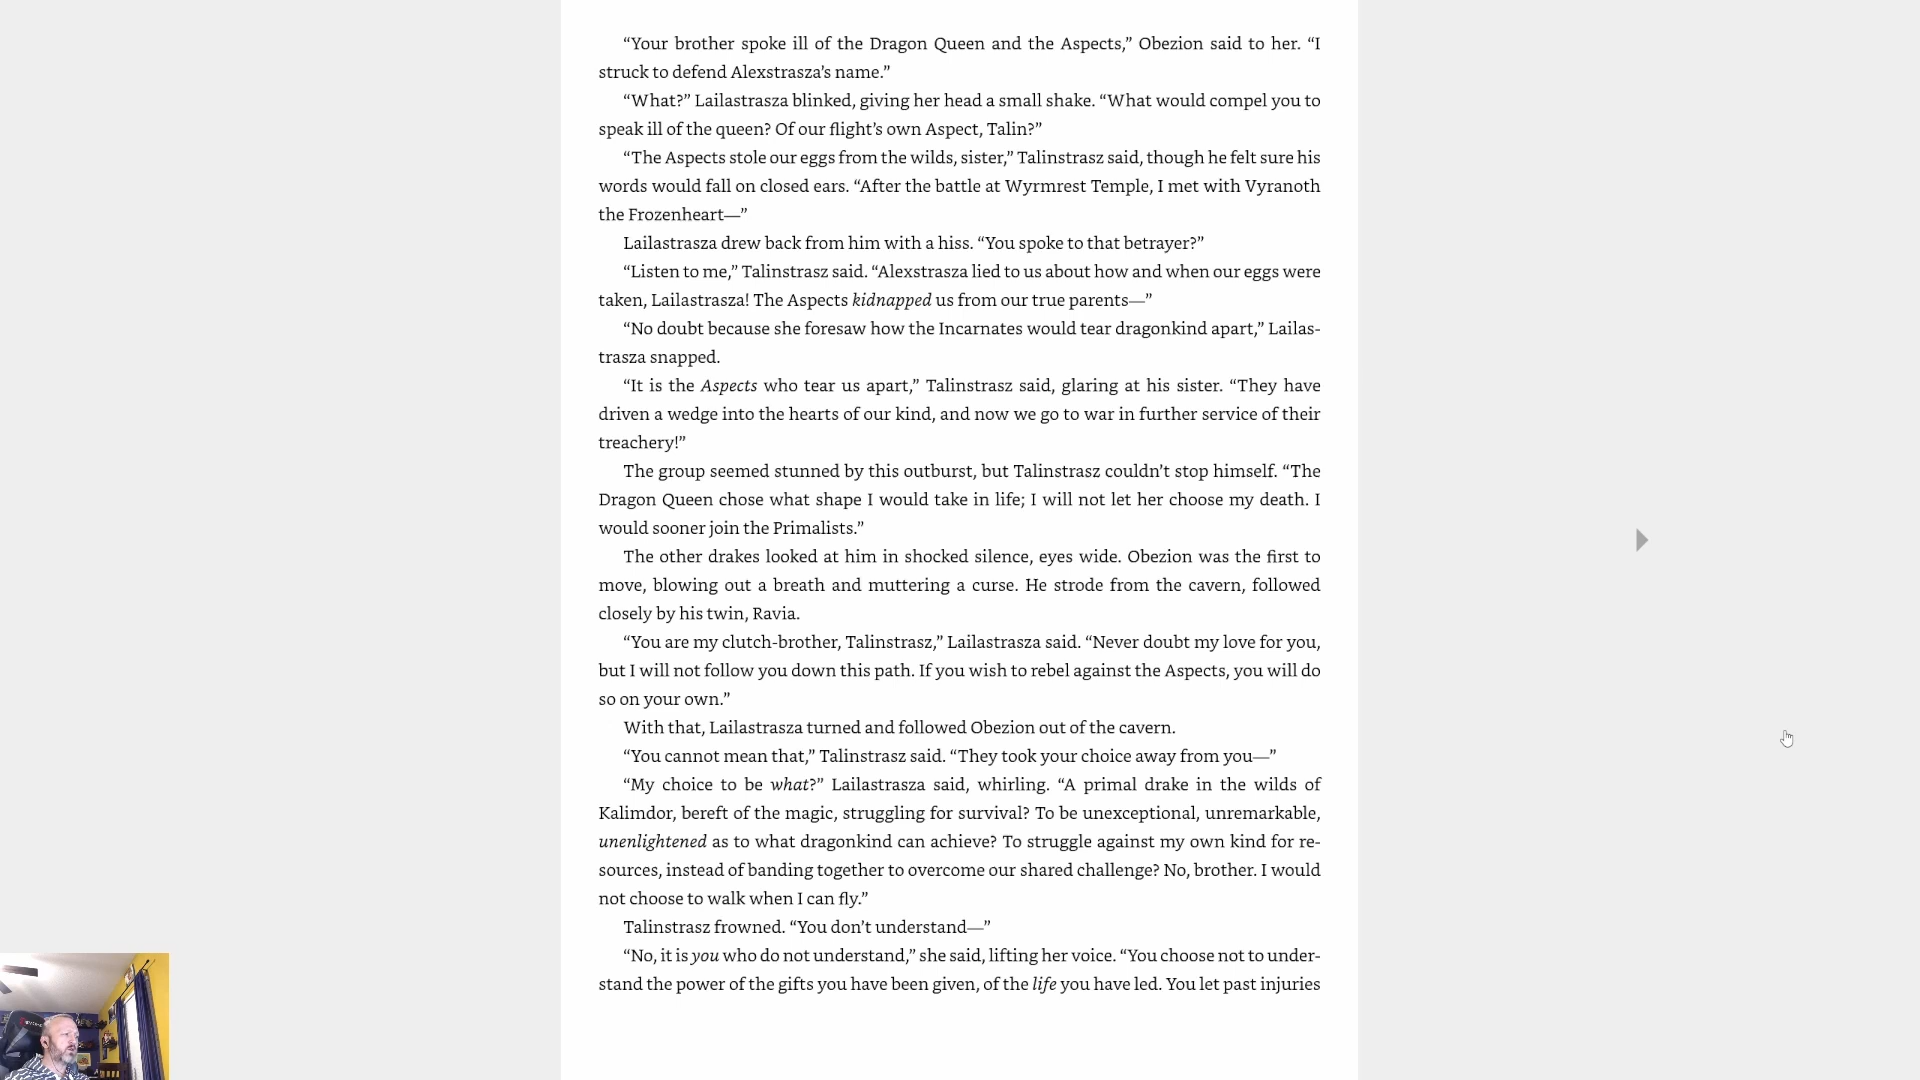 “Your brother spoke ill of the Dragon Queen and the Aspects,” Obezion said to her. “I
struck to defend Alexstrasza’s name.”
“What?” Lailastrasza blinked, giving her head a small shake. “What would compel you to
speak ill of the queen? Of our flight’s own Aspect, Talin?”
“The Aspects stole our eggs from the wilds, sister,” Talinstrasz said, though he felt sure his
words would fall on closed ears. “After the battle at Wyrmrest Temple, I met with Vyranoth
the Frozenheart—”
Lailastrasza drew back from him with a hiss. “You spoke to that betrayer?”
“Listen to me,” Talinstrasz said. “Alexstrasza lied to us about how and when our eggs were
taken, Lailastrasza! The Aspects kidnapped us from our true parents—”
“No doubt because she foresaw how the Incarnates would tear dragonkind apart,” Lailas-
trasza snapped.
“It is the Aspects who tear us apart,” Talinstrasz said, glaring at his sister. “They have
driven a wedge into the hearts of our kind, and now we go to war in further service of their
treachery!”
The group seemed stunned by this outburst, but Talinstrasz couldn’t stop himself. “The
Dragon Queen chose what shape I would take in life; I will not let her choose my death. I
would sooner join the Primalists.”
The other drakes looked at him in shocked silence, eyes wide. Obezion was the first to
move, blowing out a breath and muttering a curse. He strode from the cavern, followed
closely by his twin, Ravia.
“You are my clutch-brother, Talinstrasz,” Lailastrasza said. “Never doubt my love for you,
but I will not follow you down this path. If you wish to rebel against the Aspects, you will do
so on your own.”
With that, Lailastrasza turned and followed Obezion out of the cavern.
“You cannot mean that,” Talinstrasz said. “They took your choice away from you—”
“My choice to be what?” Lailastrasza said, whirling. “A primal drake in the wilds of
Kalimdor, bereft of the magic, struggling for survival? To be unexceptional, unremarkable,
unenlightened as to what dragonkind can achieve? To struggle against my own kind for re-
sources, instead of banding together to overcome our shared challenge? No, brother. I would
not choose to walk when I can fly.”
Talinstrasz frowned. “You don’t understand—”
“No, it is you who do not understand,” she said, lifting her voice. “You choose not to under-
stand the power of the gifts you have been given, of the life you have led. You let past injuries